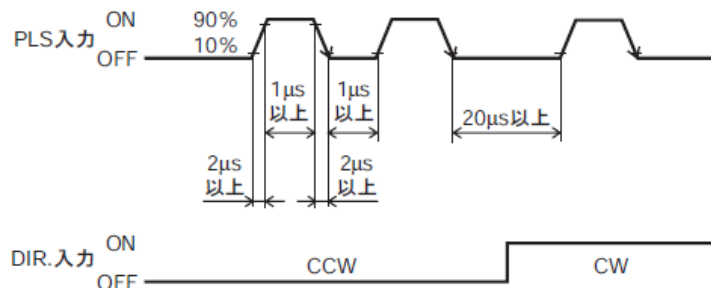 ON
90%
PLS入力
10%
OFF
1μs
以上
1μs
以上
20μs以上
2μs
以上
2μs
以上
ON
DIR.入力
CCW
CW
OFF